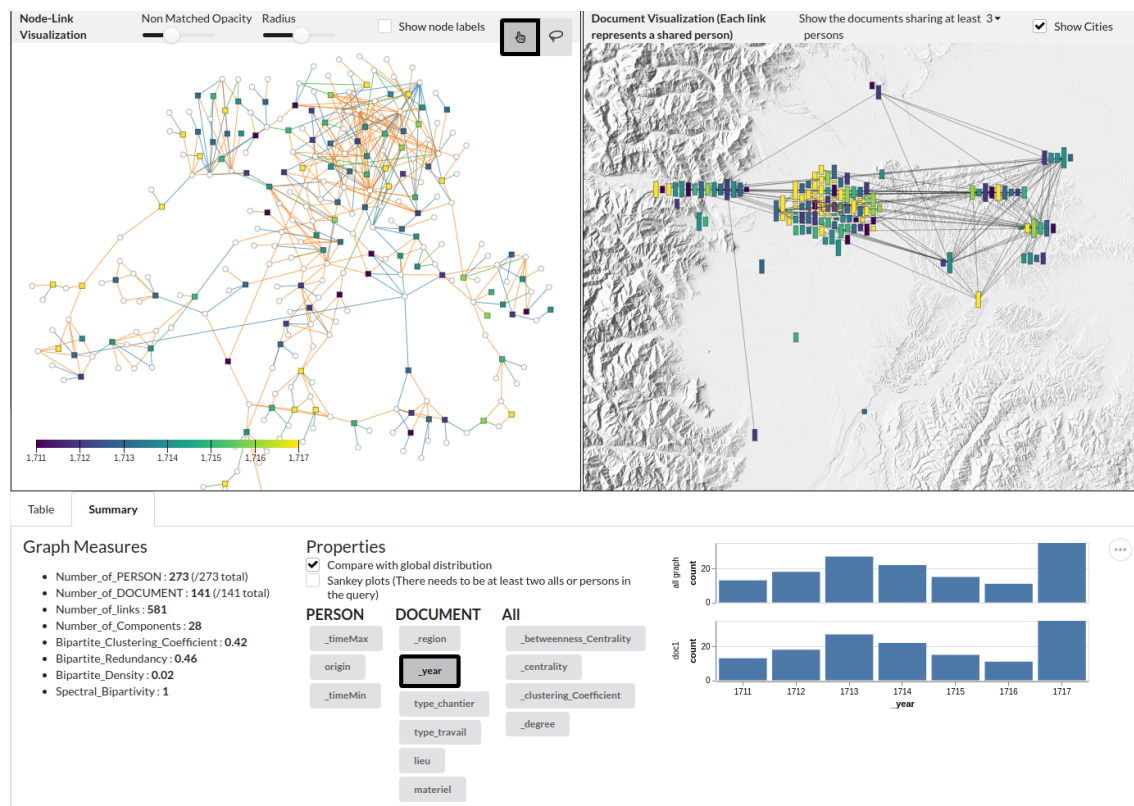 Node-Link
Visualization
Non Matched Opacity
Radius
Show node labels
Document Visualization (Each link
represents a shared person)
Show the documents sharing at least 3
persons
Show Cities
1,711 1,712 1,713 1,714 1,715 1,716 1,717
Table
Summary
Graph Measures
Number_of_PERSON : 273 (/273 total)
Number_of_DOCUMENT : 141 (/141 total)
Number_of_links : 581
Number_of_Components : 28
Bipartite_Clustering_Coefficient : 0.42
Bipartite_Redundancy : 0.46
Bipartite_Density : 0.02
Spectral_Bipartivity : 1
Properties
Compare with global distribution
Sankey plots (There needs to be at least two alls or persons in
the query)
PERSON
_timeMax
origin
_timeMin
DOCUMENT
_region
_year
type_chantier
type_travail
lieu
materiel
All
_betweenness_Centrality
_centrality
_clustering_Coefficient
_degree
all graph
count
20
0
doc1
count
20
0
1711 1712 1713 1714 1715 1716 1717
_year